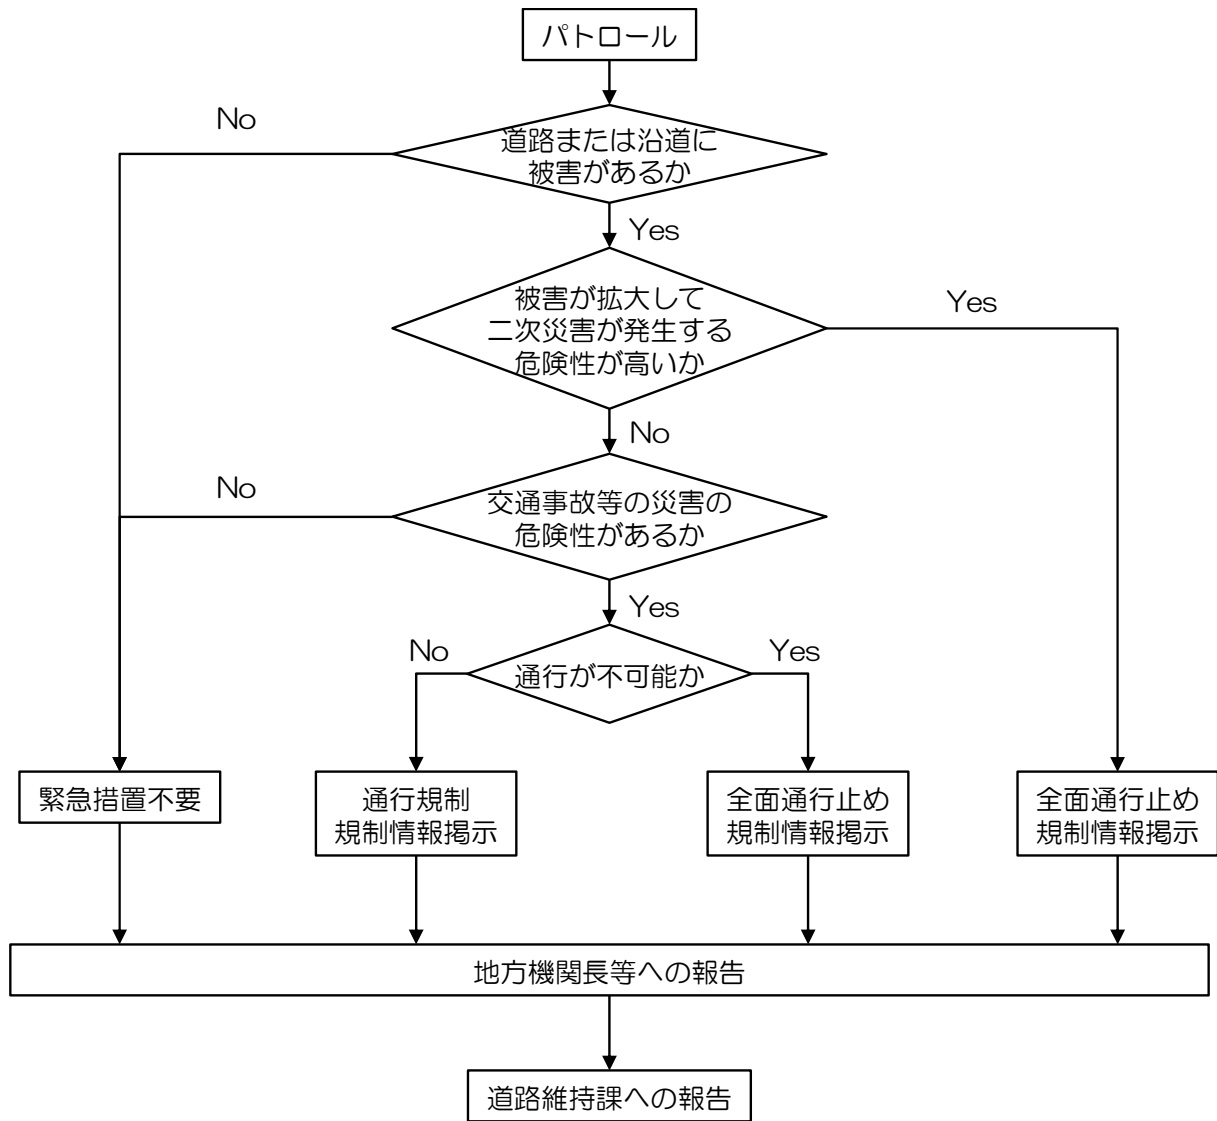 パトロール
No
道路または沿道に
被害があるか
Yes
被害が拡大して
二次災害が発生する
危険性が高いか
Yes
No
No
交通事故等の災害の
危険性があるか
Yes
No
通行が不可能か
Yes
緊急措置不要
通行規制
規制情報掲示
全面通行止め
規制情報掲示
全面通行止め
規制情報掲示
地方機関長等への報告
道路維持課への報告